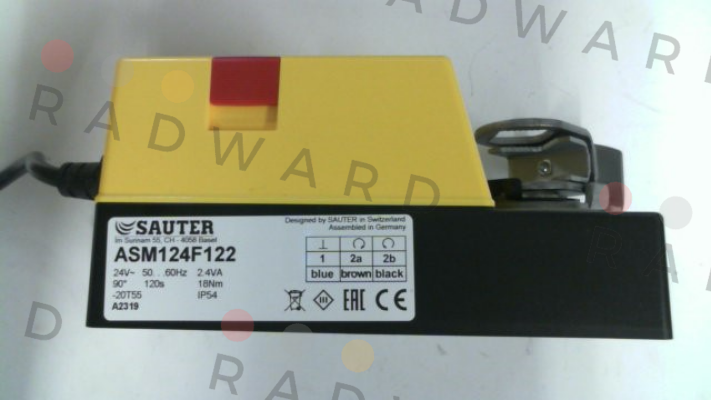 RADWARD
RADWARD
SAUTER
Im Surinam 55, CH - 4058 Basel
ASM124F122
24V~ 50...60Hz 2.4VA
90° 120s 18Nm
-20T55 IP54
A2319
Designed by SAUTER in Switzerland
Assembled in Germany
1 2a 2b
blue brown black
III
EAC CE
D
RADWARD